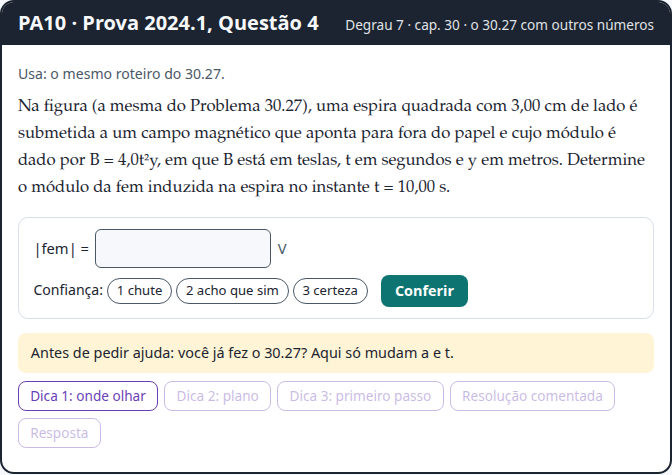 PA10 · Prova 2024.1, Questão 4
Degrau 7 · cap. 30 · o 30.27 com outros números
Usa: o mesmo roteiro do 30.27.
Na figura (a mesma do Problema 30.27), uma espira quadrada com 3,00 cm de lado é
submetida a um campo magnético que aponta para fora do papel e cujo módulo é
dado por B = 4,0t²y, em que B está em teslas, t em segundos e y em metros. Determine
o módulo da fem induzida na espira no instante t = 10,00 s.
|fem| = V
Confiança: 1 chute 2 acho que sim 3 certeza Conferir
Antes de pedir ajuda: você já fez o 30.27? Aqui só mudam a e t.
Dica 1: onde olhar Dica 2: plano Dica 3: primeiro passo Resolução comentada
Resposta